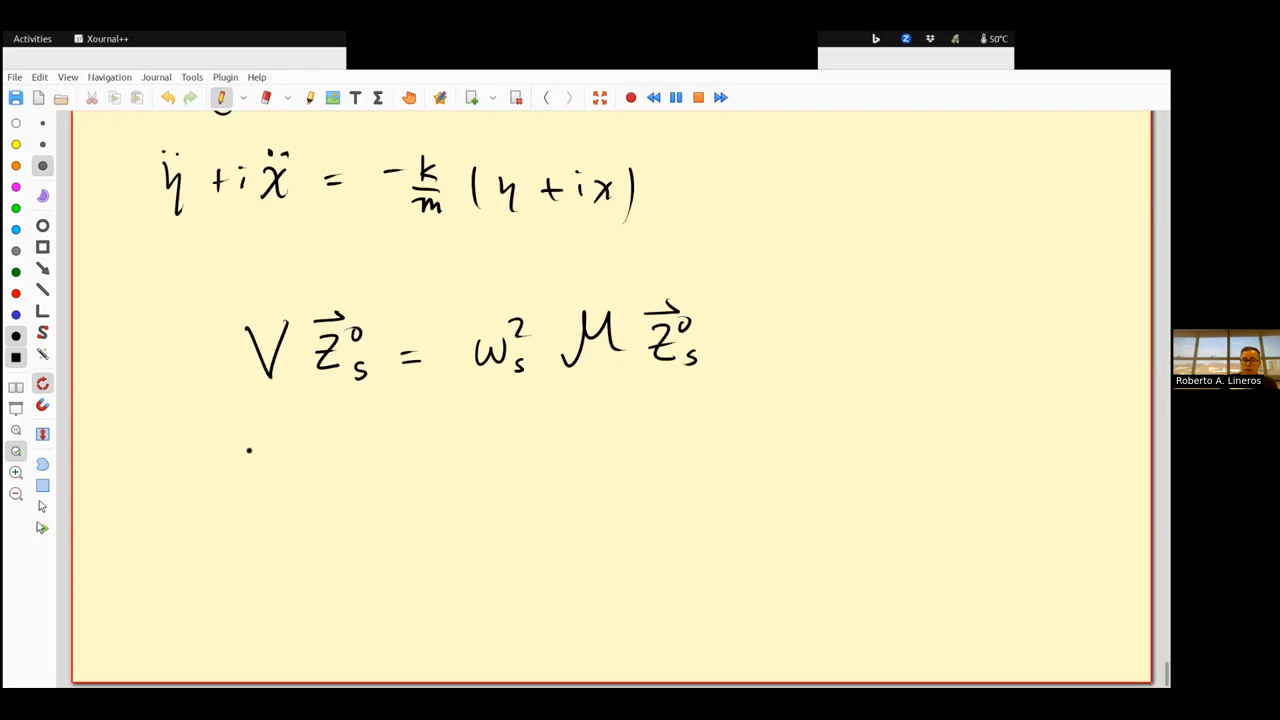 Activities Xournal++ 50°C
File Edit View Navigation Journal Tools Plugin Help
η̈ + i ẍ = -k/m (η + i x)
V z⃗⁰ₛ = ωₛ² M z⃗⁰ₛ
Roberto A. Lineros